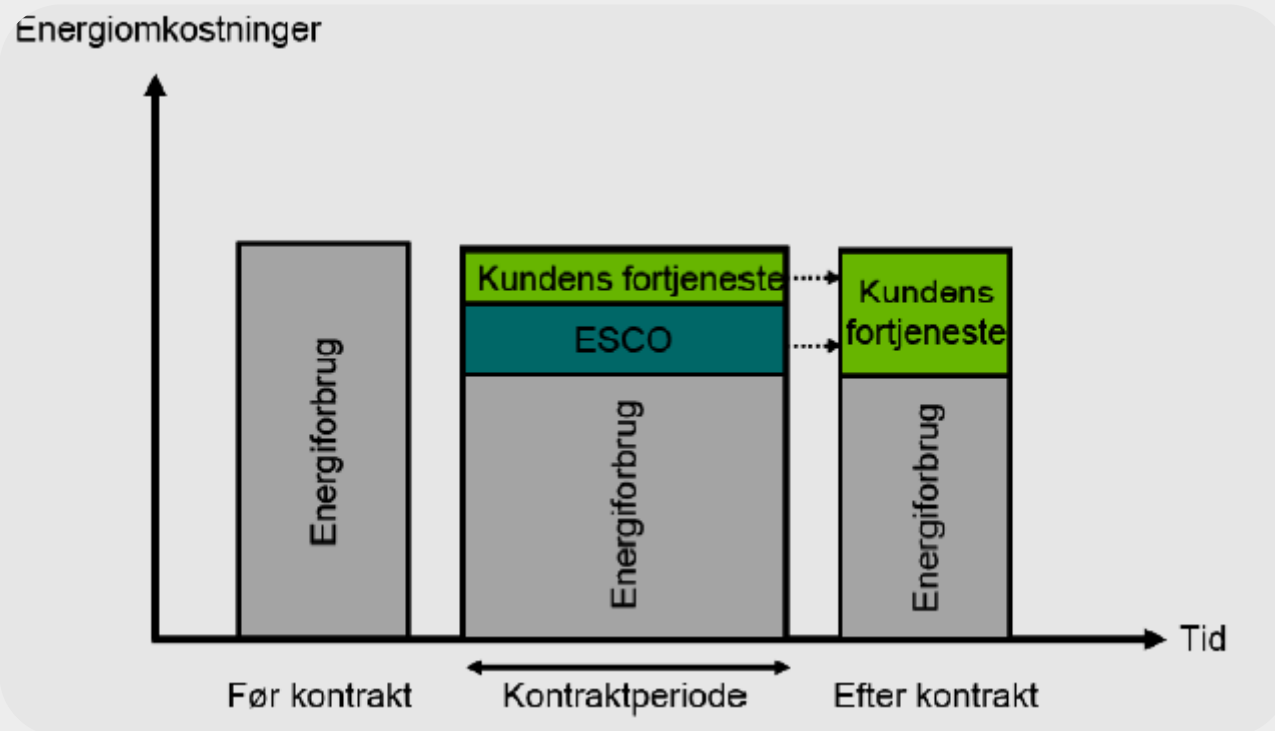 Energiomkostninger
Energiforbrug
Kundens fortjeneste
ESCO
Energiforbrug
Kundens
fortjeneste
Energiforbrug
Tid
Før kontrakt
Kontraktperiode
Efter kontrakt